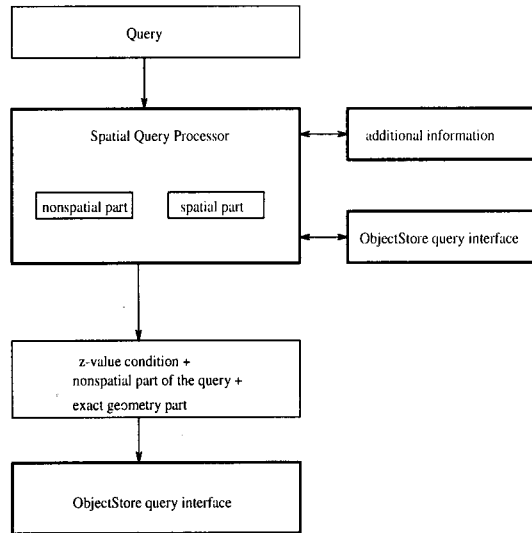 Query
Spatial Query Processor
additional information
nonspatial part
spatial part
ObjectStore query interface
z-value condition +
nonspatial part of the query +
exact geometry part
ObjectStore query interface